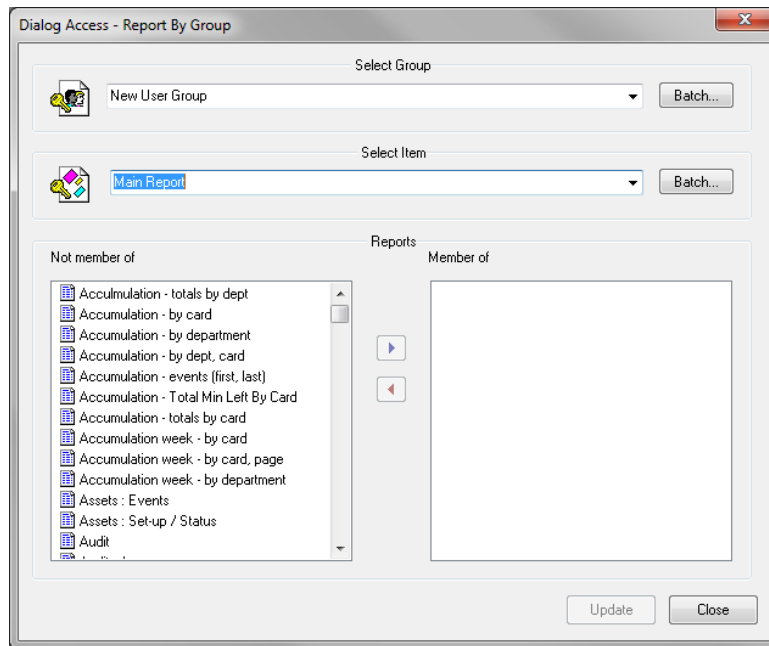 Dialog Access - Report By Group
Select Group
New User Group
Batch...
Select Item
Main Report
Batch...
Reports
Not member of
Member of
Acculmulation - totals by dept
Accumulation - by card
Accumulation - by department
Accumulation - by dept, card
Accumulation - events (first, last)
Accumulation - Total Min Left By Card
Accumulation - totals by card
Accumulation week - by card
Accumulation week - by card, page
Accumulation week - by department
Assets : Events
Assets : Set-up / Status
Audit
Update
Close